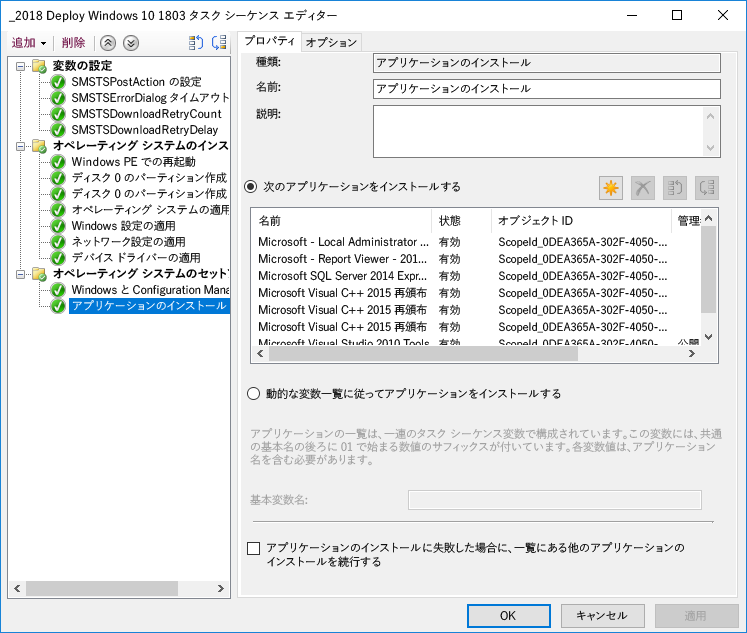 _2018 Deploy Windows 10 1803 タスク シーケンス エディター
追加 削除
変数の設定
SMSTSPostAction の設定
SMSTSErrorDialog タイムアウト
SMSTSDownloadRetryCount
SMSTSDownloadRetryDelay
オペレーティング システムのインス
Windows PE での再起動
ディスク 0 のパーティション作成
ディスク 0 のパーティション作成
オペレーティング システムの適用
Windows 設定の適用
ネットワーク設定の適用
デバイス ドライバーの適用
オペレーティング システムのセット
Windows と Configuration Mana
アプリケーションのインストール
プロパティ オプション
種類: アプリケーションのインストール
名前: アプリケーションのインストール
説明:
次のアプリケーションをインストールする
名前 状態 オブジェクト ID 管理
Microsoft - Local Administrator ... 有効 ScopeId_0DEA365A-302F-4050-...
Microsoft - Report Viewer - 201... 有効 ScopeId_0DEA365A-302F-4050-...
Microsoft SQL Server 2014 Expr... 有効 ScopeId_0DEA365A-302F-4050-...
Microsoft Visual C++ 2015 再頒布 有効 ScopeId_0DEA365A-302F-4050-...
Microsoft Visual C++ 2015 再頒布 有効 ScopeId_0DEA365A-302F-4050-...
Microsoft Visual C++ 2015 再頒布 有効 ScopeId_0DEA365A-302F-4050-...
Microsoft Visual Studio 2010 Tools 有効 ScopeId_0DEA365A-302F-4050-... 公開
動的な変数一覧に従ってアプリケーションをインストールする
アプリケーションの一覧は、一連のタスク シーケンス変数で構成されています。この変数には、共通
の基本名の後ろに 01 で始まる数値のサフィックスが付いています。各変数値は、アプリケーション
名を含む必要があります。
基本変数名:
アプリケーションのインストールに失敗した場合に、一覧にある他のアプリケーションの
インストールを続行する
OK キャンセル 適用